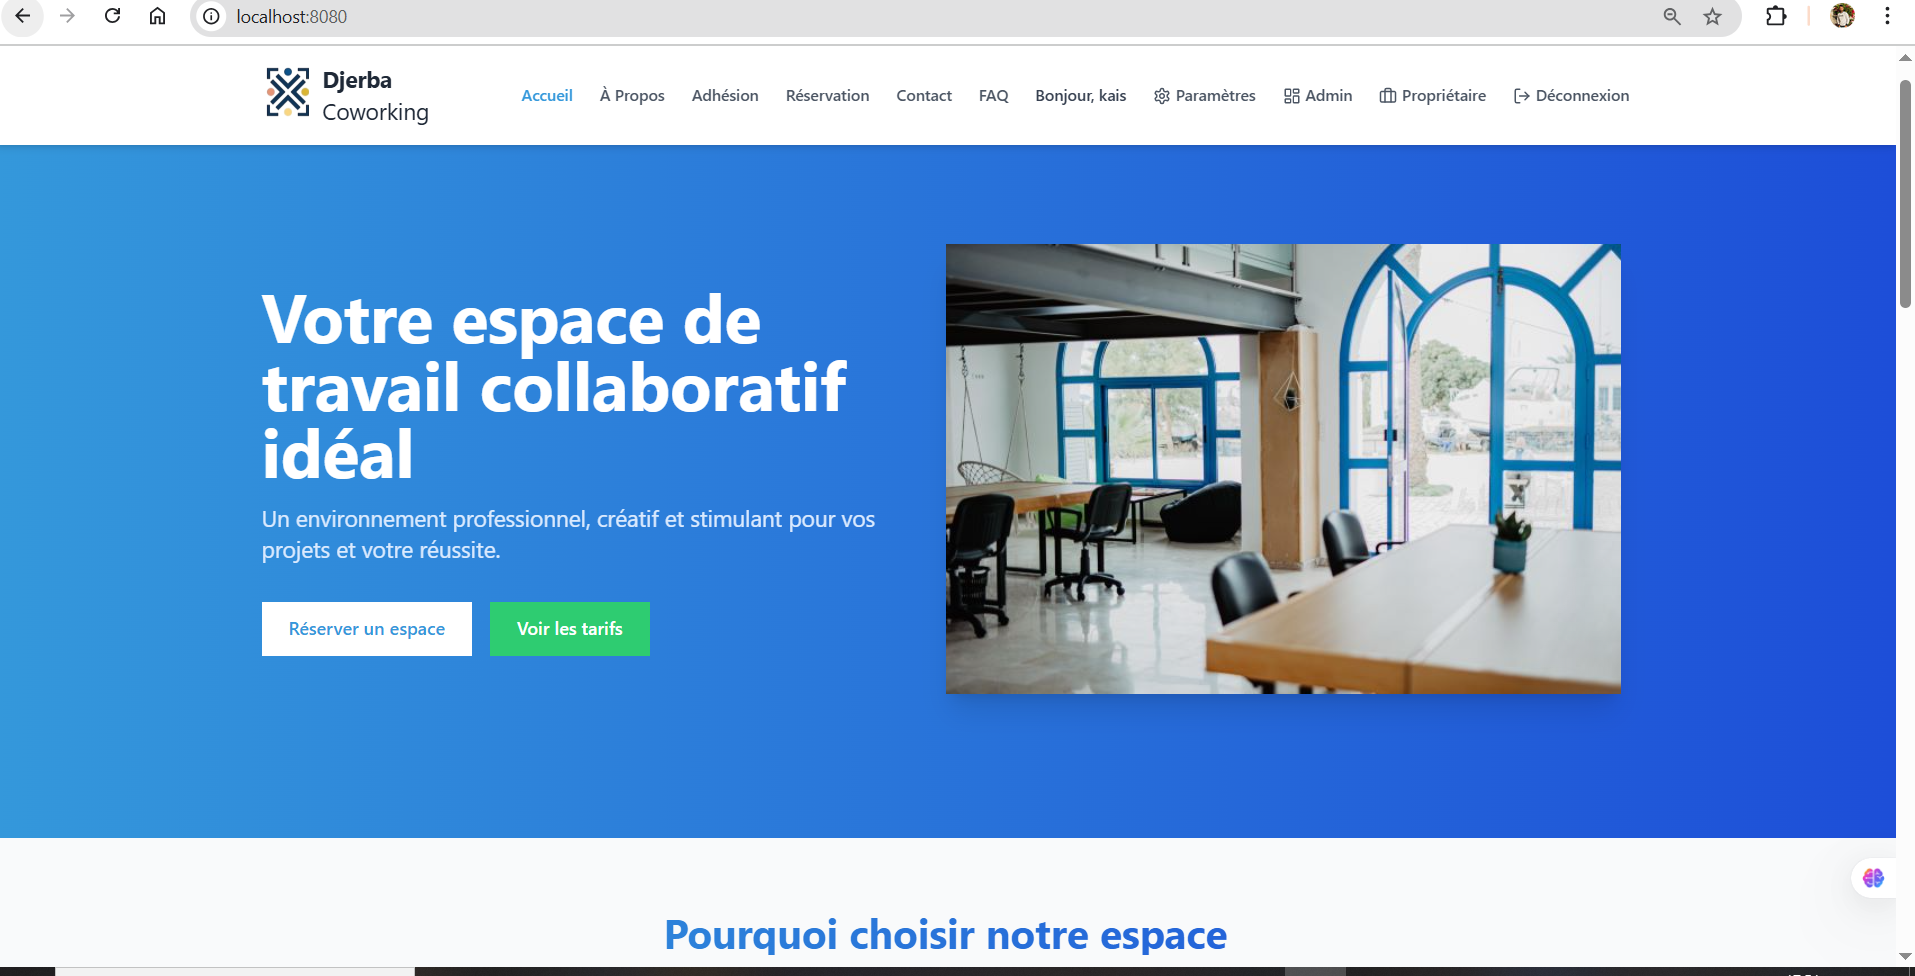 localhost:8080
Djerba
Coworking
Accueil À Propos Adhésion Réservation Contact FAQ Bonjour, kais Paramètres Admin Propriétaire Déconnexion
Votre espace de
travail collaboratif
idéal
Un environnement professionnel, créatif et stimulant pour vos
projets et votre réussite.
Réserver un espace Voir les tarifs
Pourquoi choisir notre espace